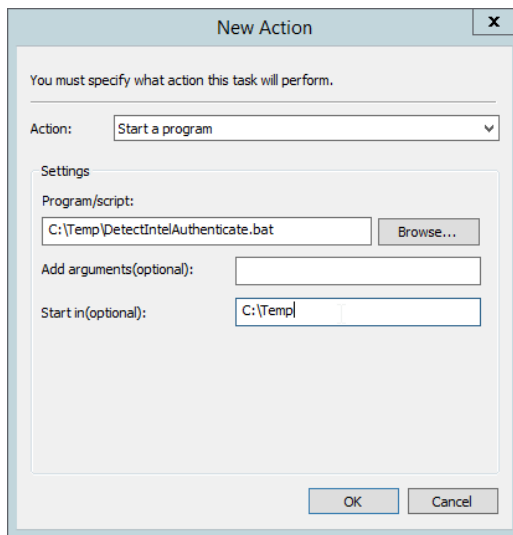 New Action
x
You must specify what action this task will perform.
Action: Start a program
Settings
Program/script:
C:\Temp\DetectIntelAuthenticate.bat Browse...
Add arguments(optional):
Start in(optional): C:\Temp
OK Cancel